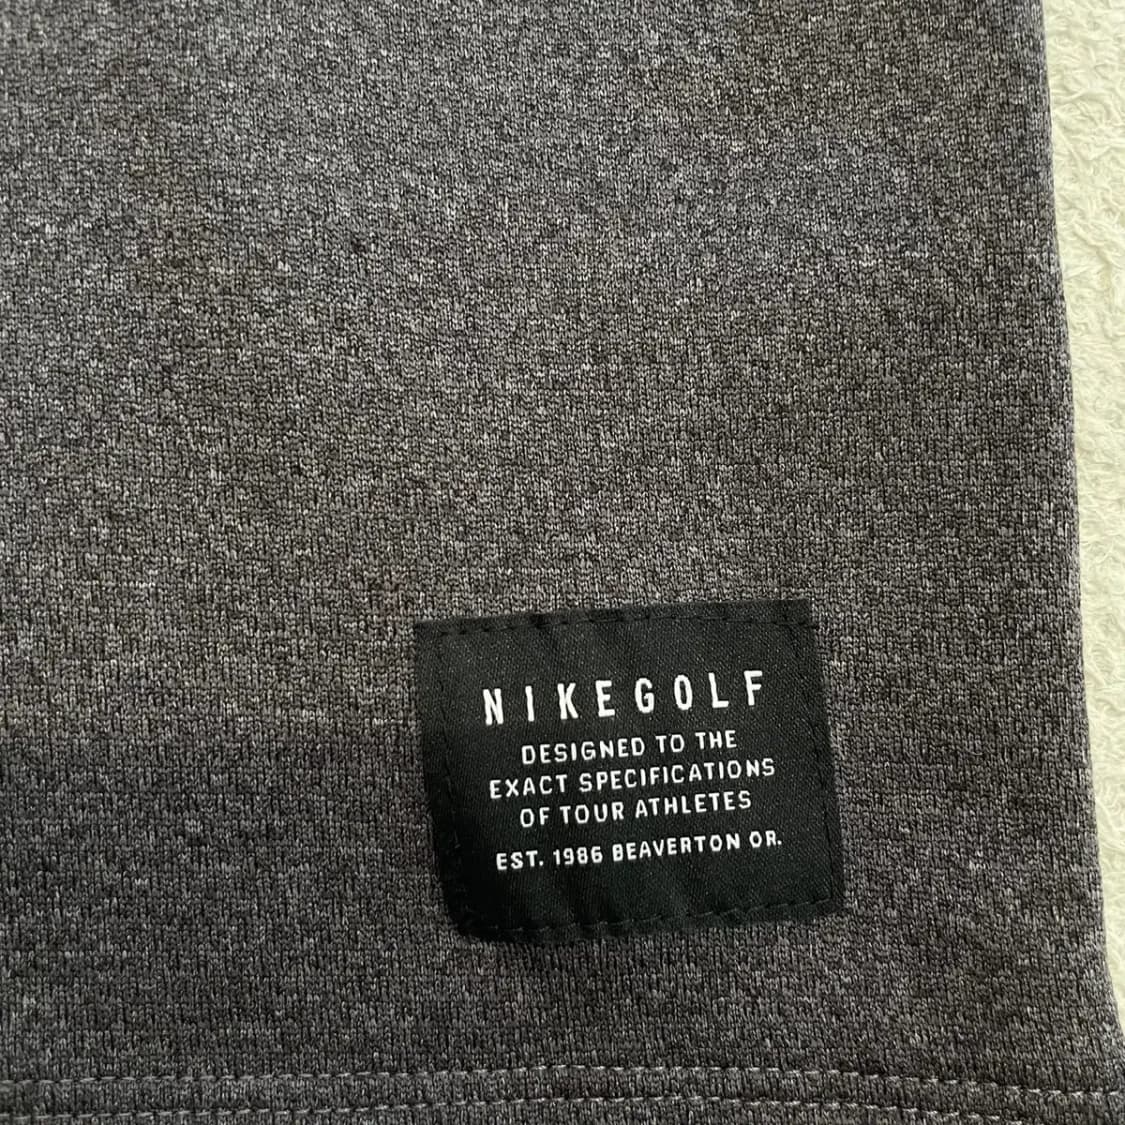 NIKEGOLF
DESIGNED TO THE
EXACT SPECIFICATIONS
OF TOUR ATHLETES
EST. 1986 BEAVERTON OR.